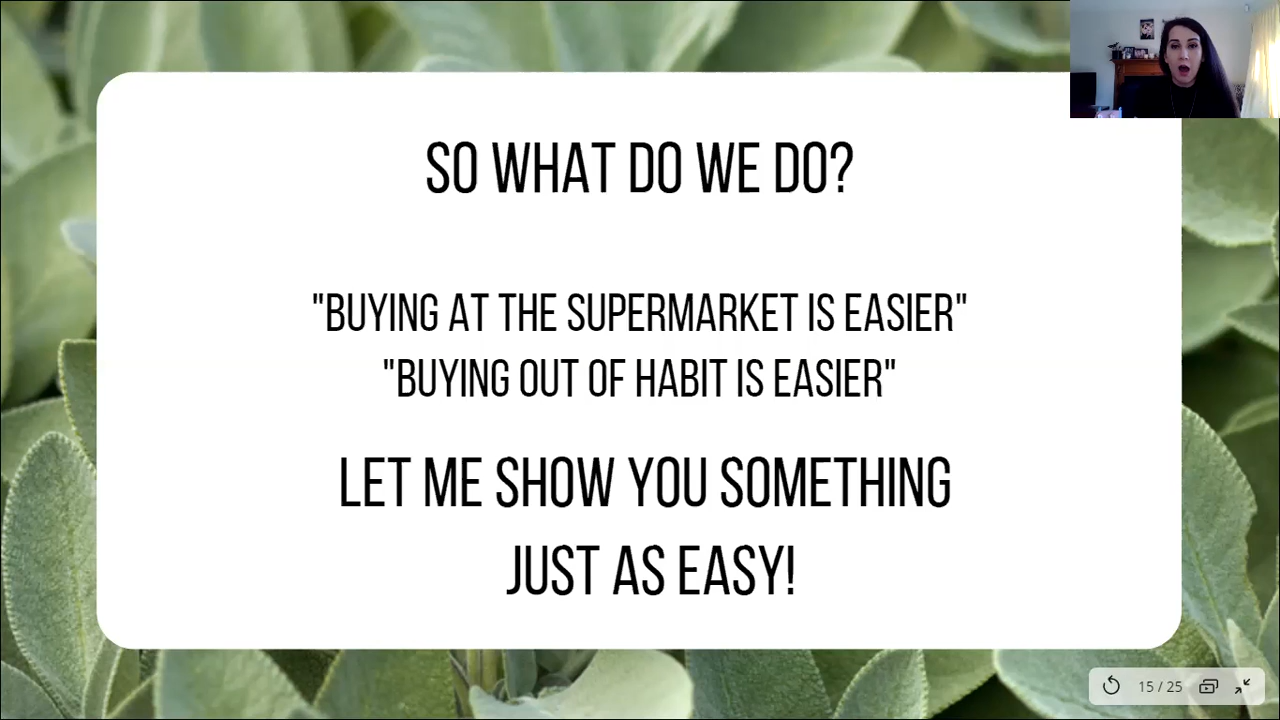 SO WHAT DO WE DO?
"BUYING AT THE SUPERMARKET IS EASIER"
"BUYING OUT OF HABIT IS EASIER"
LET ME SHOW YOU SOMETHING
JUST AS EASY!
15 / 25